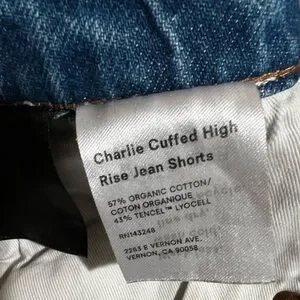 Charlie Cuffed High
Rise Jean Shorts
57% ORGANIC COTTON/
COTON ORGANIQUE
43% TENCEL™ LYOCELL
RN143248
2263 E VERNON AVE.
VERNON, CA 90058